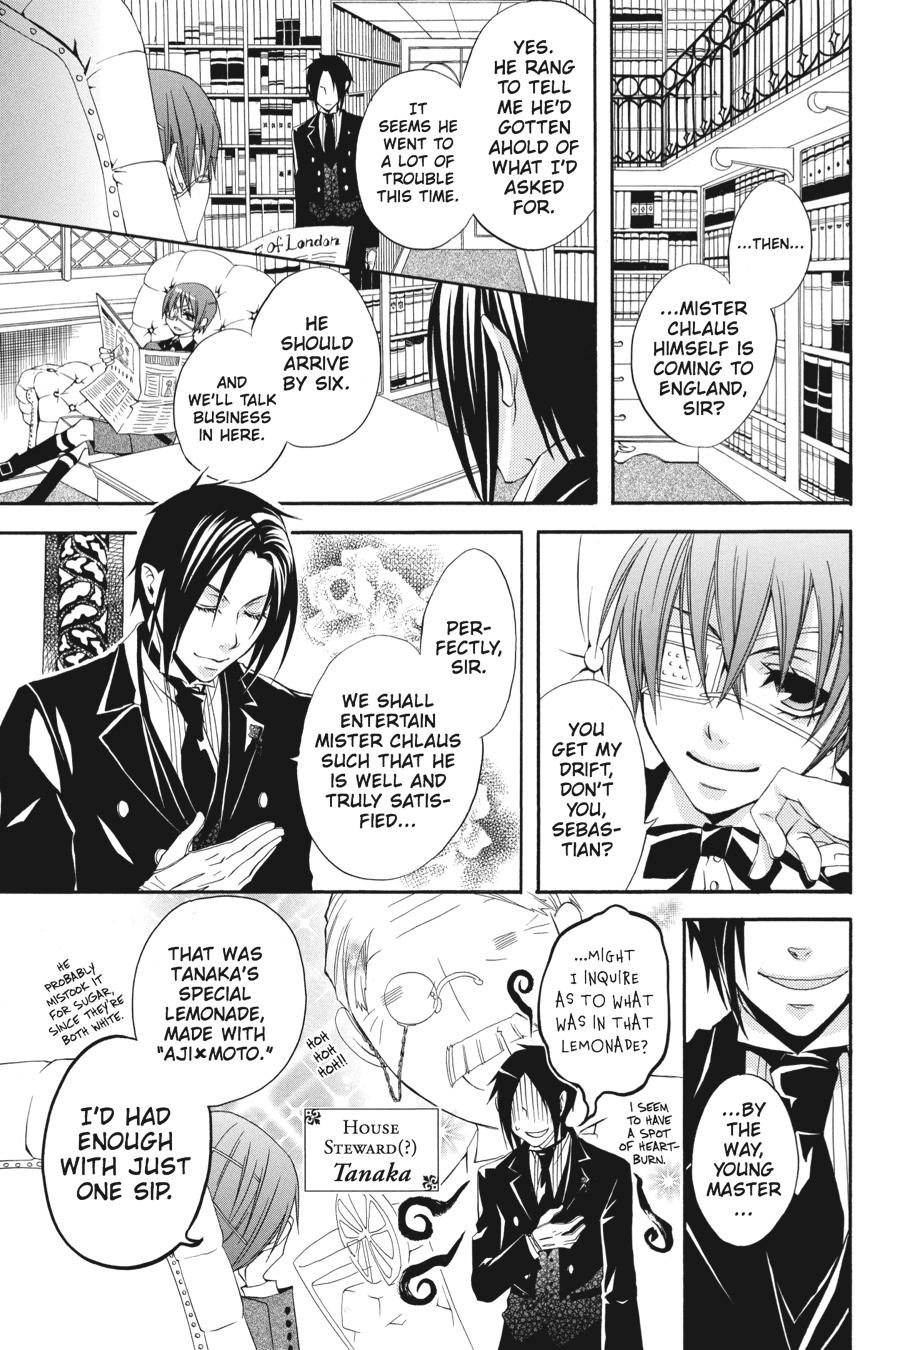 ...THEN...
...MISTER
CHLAUS
HIMSELF IS
COMING TO
ENGLAND,
SIR?
YES.
HE RANG
TO TELL
ME HE'D
GOTTEN
AHOLD OF
WHAT I'D
ASKED
FOR.
IT
SEEMS HE
WENT TO
A LOT OF
TROUBLE
THIS TIME.
of London
HE
SHOULD
ARRIVE
BY SIX.
AND
WE'LL TALK
BUSINESS
IN HERE.
YOU
GET MY
DRIFT,
DON'T
YOU,
SEBAS-
TIAN?
PER-
FECTLY,
SIR.
WE SHALL
ENTERTAIN
MISTER CHLAUS
SUCH THAT HE
IS WELL AND
TRULY SATIS-
FIED...
...BY
THE
WAY,
YOUNG
MASTER
...
...MIGHT
I INQUIRE
AS TO WHAT
WAS IN THAT
LEMONADE?
I SEEM
TO HAVE
A SPOT
OF HEART-
BURN.
HOH
HOH
HOH!!
HOUSE
STEWARD(?)
Tanaka
THAT WAS
TANAKA'S
SPECIAL
LEMONADE,
MADE WITH
"AJI×MOTO."
HE
PROBABLY
MISTOOK IT
FOR SUGAR,
SINCE THEY'RE
BOTH WHITE.
I'D HAD
ENOUGH
WITH JUST
ONE SIP.